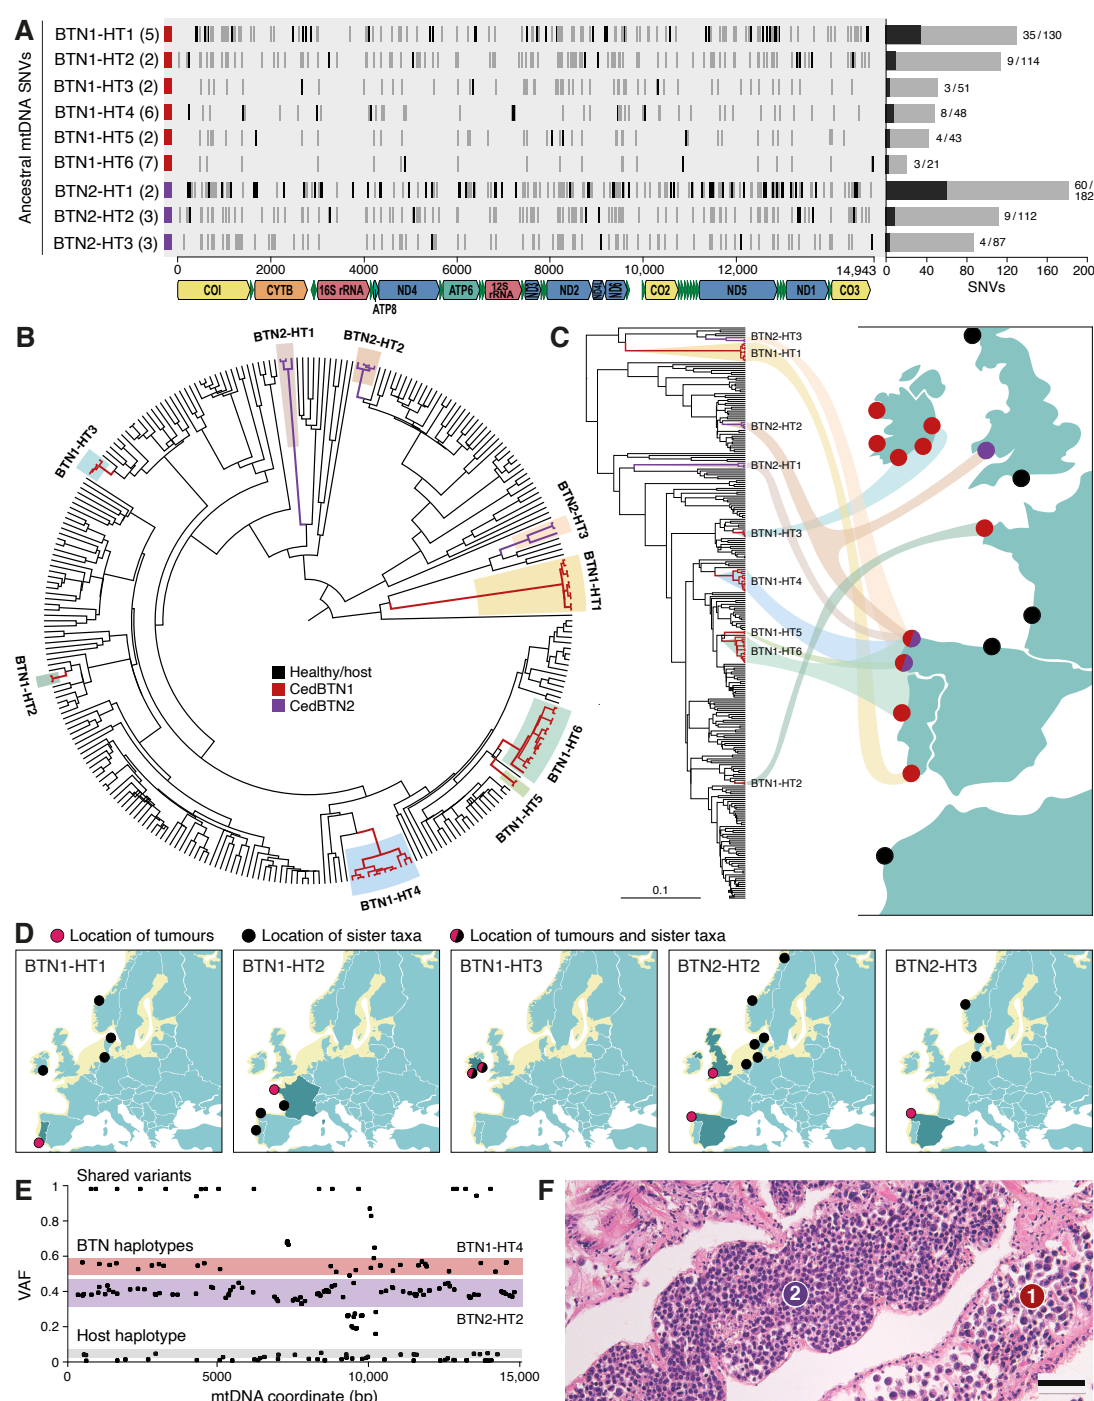 A
Ancestral mtDNA SNVs
BTN1-HT1 (5)
35/130
BTN1-HT2 (2)
9/114
BTN1-HT3 (2)
3/51
BTN1-HT4 (6)
8/48
BTN1-HT5 (2)
4/43
BTN1-HT6 (7)
3/21
BTN2-HT1 (2)
60/
182
BTN2-HT2 (3)
9/112
BTN2-HT3 (3)
4/87
0 2000 4000 6000 8000 10,000 12,000 14,943
0 40 80 120 160 200
SNVs
COI CYTB 16S rRNA ND4 ATP6 12S rRNA ND3 ND2 ND4L ND6 CO2 ND5 ND1 CO3
ATP8
B
BTN2-HT1
BTN2-HT2
BTN1-HT3
BTN2-HT3
BTN1-HT1
BTN1-HT2
Healthy/host
CedBTN1
CedBTN2
BTN1-HT6
BTN1-HT5
BTN1-HT4
C
BTN2-HT3
BTN1-HT1
BTN2-HT2
BTN2-HT1
BTN1-HT3
BTN1-HT4
BTN1-HT5
BTN1-HT6
BTN1-HT2
0.1
D
Location of tumours
Location of sister taxa
Location of tumours and sister taxa
BTN1-HT1
BTN1-HT2
BTN1-HT3
BTN2-HT2
BTN2-HT3
E
Shared variants
BTN haplotypes
BTN1-HT4
BTN2-HT2
Host haplotype
VAF
1
0.8
0.6
0.4
0.2
0
0 5000 10,000 15,000
mtDNA coordinate (bp)
F
2
1